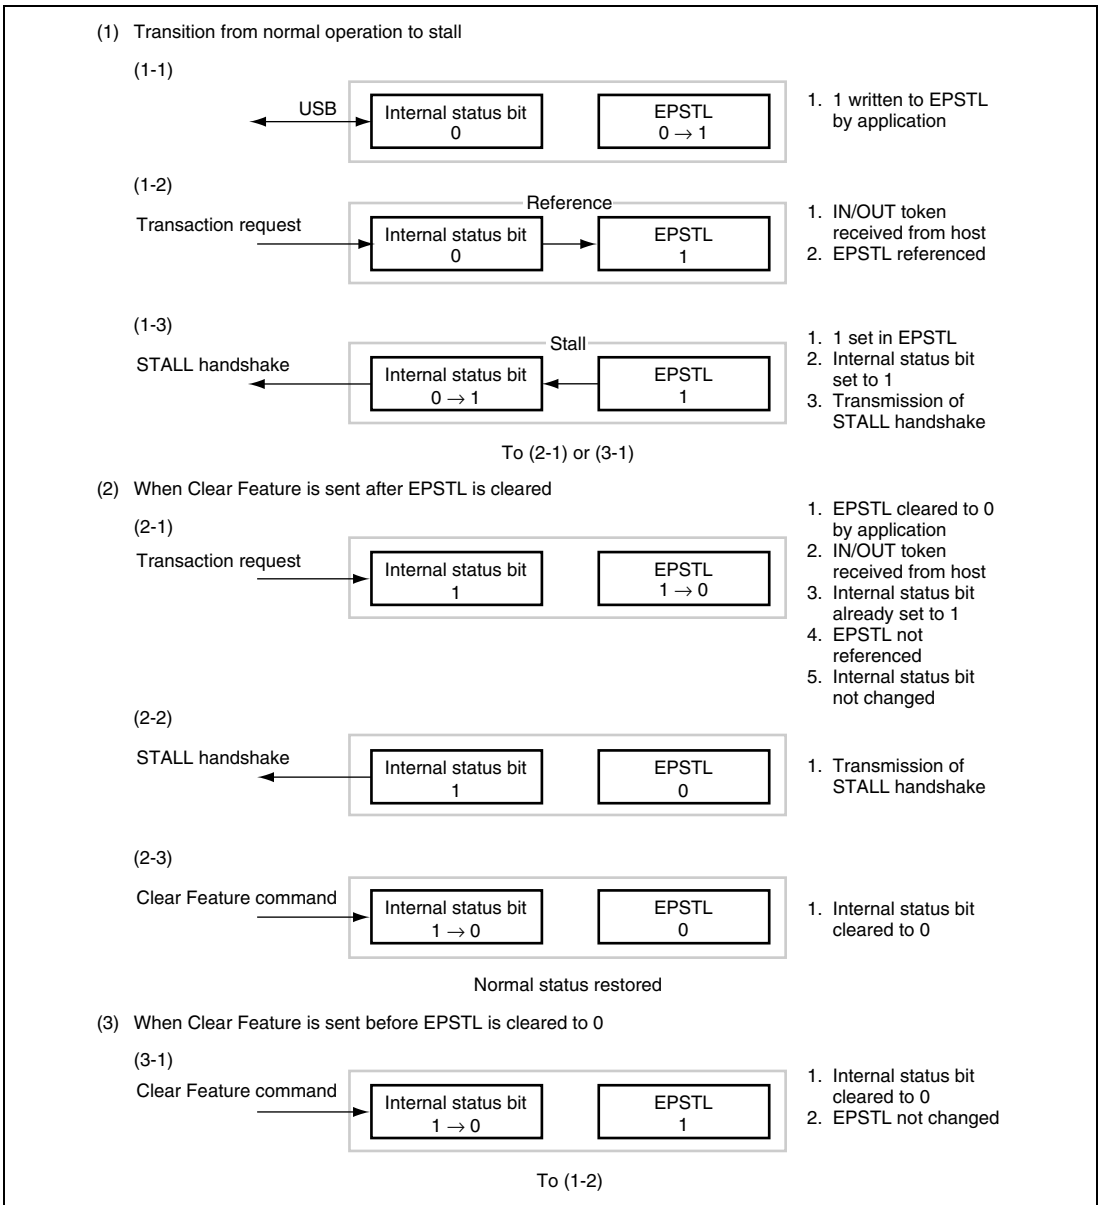 (1) Transition from normal operation to stall
(1-1)
USB
Internal status bit
0
EPSTL
0 → 1
1. 1 written to EPSTL
by application
(1-2)
Transaction request
Reference
Internal status bit
0
EPSTL
1
1. IN/OUT token
received from host
2. EPSTL referenced
(1-3)
STALL handshake
Stall
Internal status bit
0 → 1
EPSTL
1
1. 1 set in EPSTL
2. Internal status bit
set to 1
3. Transmission of
STALL handshake
To (2-1) or (3-1)
(2) When Clear Feature is sent after EPSTL is cleared
(2-1)
Transaction request
Internal status bit
1
EPSTL
1 → 0
1. EPSTL cleared to 0
by application
2. IN/OUT token
received from host
3. Internal status bit
already set to 1
4. EPSTL not
referenced
5. Internal status bit
not changed
(2-2)
STALL handshake
Internal status bit
1
EPSTL
0
1. Transmission of
STALL handshake
(2-3)
Clear Feature command
Internal status bit
1 → 0
EPSTL
0
1. Internal status bit
cleared to 0
Normal status restored
(3) When Clear Feature is sent before EPSTL is cleared to 0
(3-1)
Clear Feature command
Internal status bit
1 → 0
EPSTL
1
1. Internal status bit
cleared to 0
2. EPSTL not changed
To (1-2)